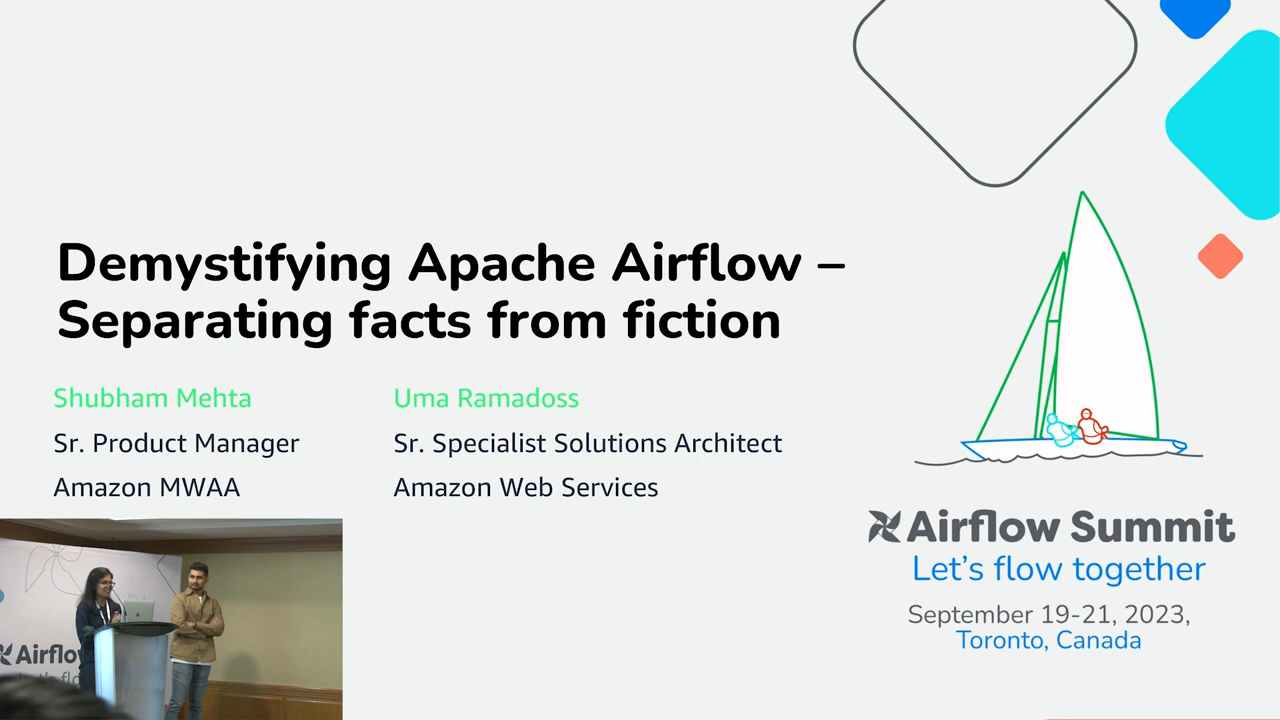 Demystifying Apache Airflow –
Separating facts from fiction
Shubham Mehta
Uma Ramadoss
Sr. Product Manager
Sr. Specialist Solutions Architect
Amazon MWAA
Amazon Web Services
Airflow Summit
Let's flow together
September 19-21, 2023,
Toronto, Canada
Airflow